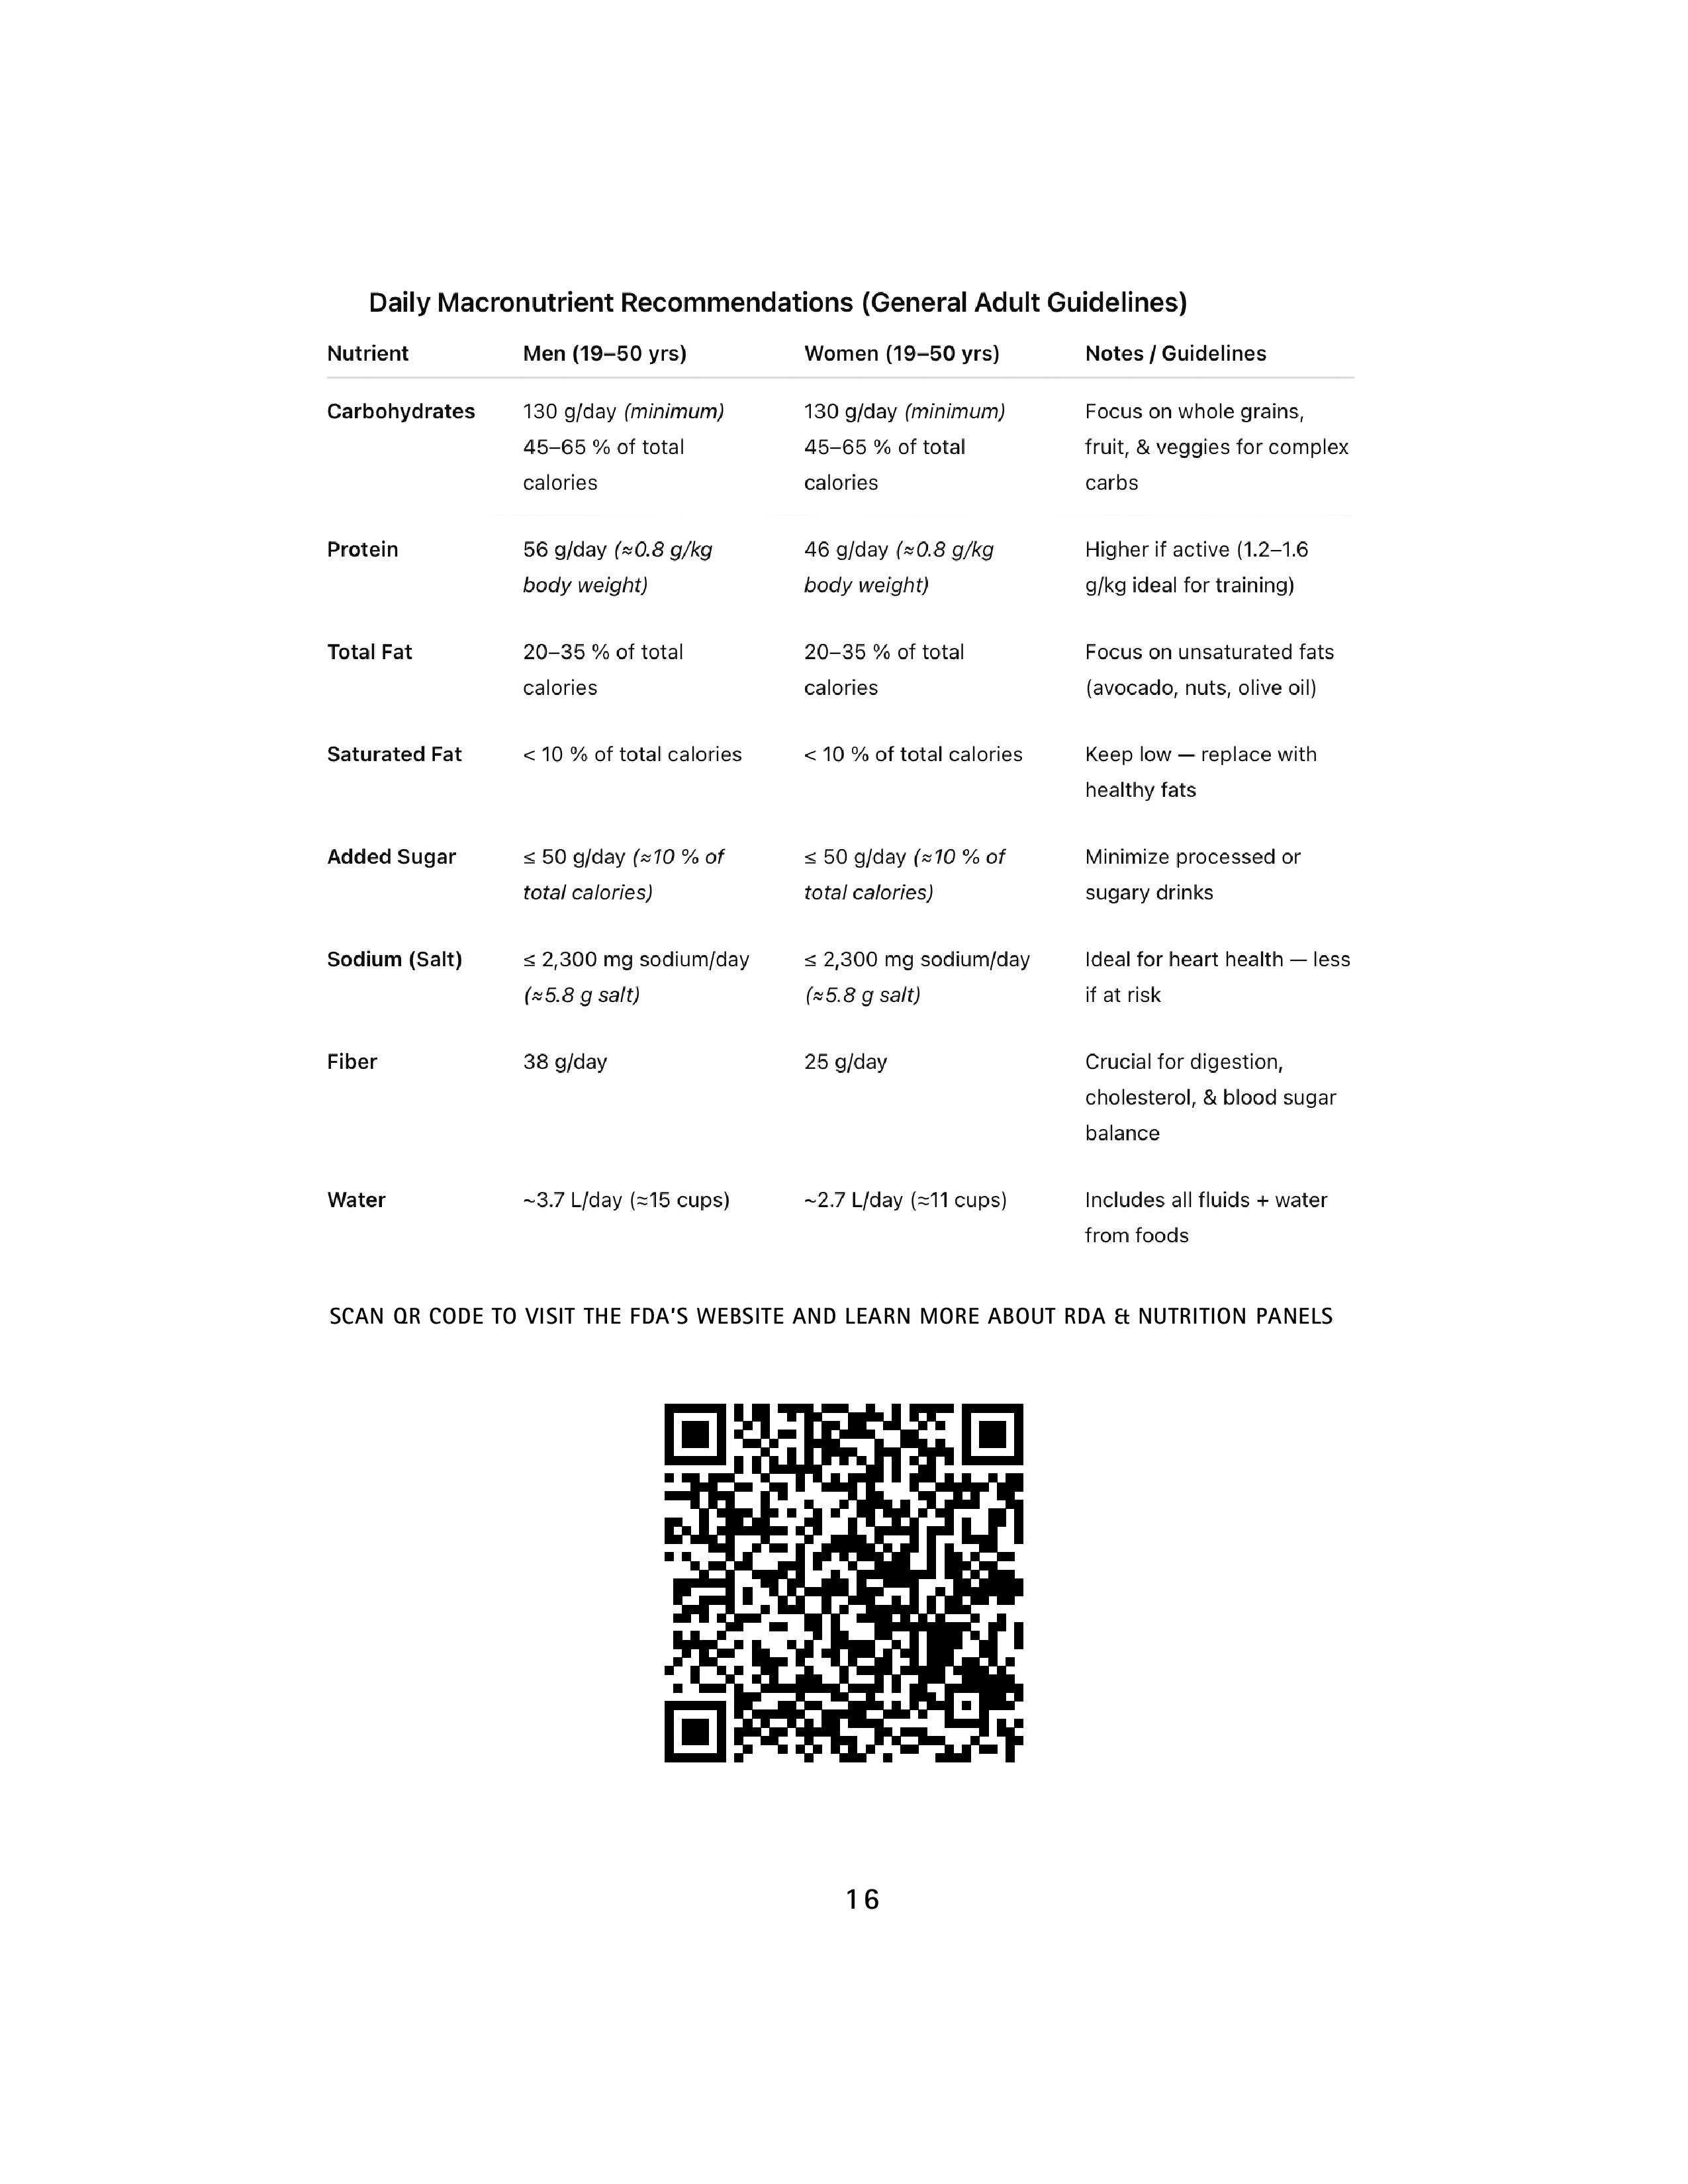 Daily Macronutrient Recommendations (General Adult Guidelines)
Nutrient Men (19–50 yrs) Women (19–50 yrs) Notes / Guidelines
Carbohydrates 130 g/day (minimum) 130 g/day (minimum) Focus on whole grains,
45–65 % of total 45–65 % of total fruit, & veggies for complex
calories calories carbs
Protein 56 g/day (≈0.8 g/kg 46 g/day (≈0.8 g/kg Higher if active (1.2–1.6
body weight) body weight) g/kg ideal for training)
Total Fat 20–35 % of total 20–35 % of total Focus on unsaturated fats
calories calories (avocado, nuts, olive oil)
Saturated Fat < 10 % of total calories < 10 % of total calories Keep low — replace with
healthy fats
Added Sugar ≤ 50 g/day (≈10 % of ≤ 50 g/day (≈10 % of Minimize processed or
total calories) total calories) sugary drinks
Sodium (Salt) ≤ 2,300 mg sodium/day ≤ 2,300 mg sodium/day Ideal for heart health — less
(≈5.8 g salt) (≈5.8 g salt) if at risk
Fiber 38 g/day 25 g/day Crucial for digestion,
cholesterol, & blood sugar
balance
Water ~3.7 L/day (≈15 cups) ~2.7 L/day (≈11 cups) Includes all fluids + water
from foods
SCAN QR CODE TO VISIT THE FDA'S WEBSITE AND LEARN MORE ABOUT RDA & NUTRITION PANELS
16